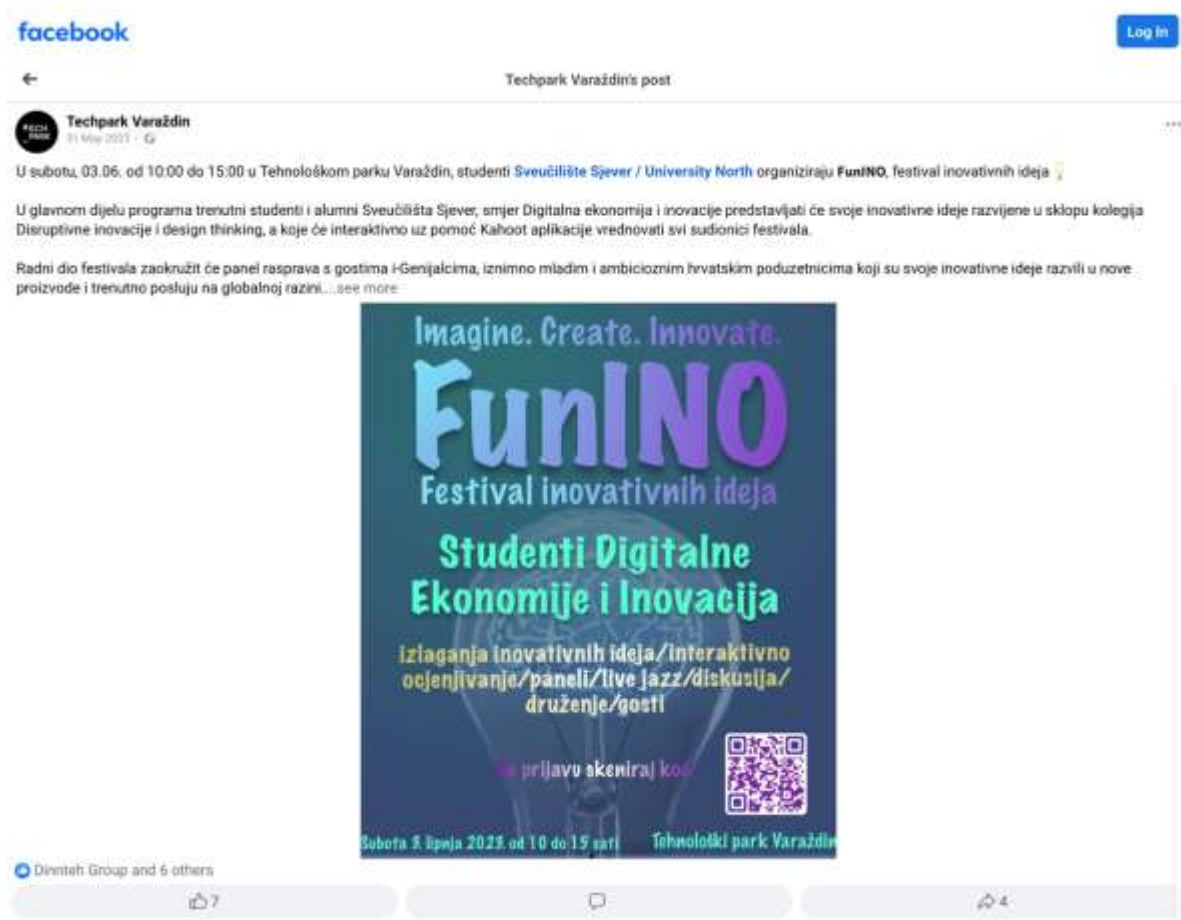 facebook
Log In
Techpark Varaždin's post
Techpark Varaždin
31 May 2023
U subotu, 03.06. od 10:00 do 15:00 u Tehnološkom parku Varaždin, studenti Sveučilište Sjever / University North organiziraju FunINO, festival inovativnih ideja
U glavnom dijelu programa trenutni studenti i alumni Sveučilišta Sjever, smjer Digitalna ekonomija i inovacije predstavljati će svoje inovativne ideje razvijene u sklopu kolegija
Disruptivne inovacije i design thinking, a koje će interaktivno uz pomoć Kahoot aplikacije vrednovati svi sudionici festivala.
Radni dio festivala zaokružit će panel rasprava s gostima i-Genijalcima, iznimno mladim i ambicioznim hrvatskim poduzetnicima koji su svoje inovativne ideje razvili u nove
proizvode i trenutno posluju na globalnoj razini....see more
Imagine. Create. Innovate.
FunINO
Festival inovativnih ideja
Studenti Digitalne
Ekonomije i Inovacija
izlaganja inovativnih ideja/interaktivno
ocjenjivanje/paneli/live jazz/diskusija/
druženje/gosti
prijavu skeniraj kod
Subota 3. lipnja 2023. od 10 do 15 sati Tehnološki park Varaždin
Dinnteh Group and 6 others
7
4